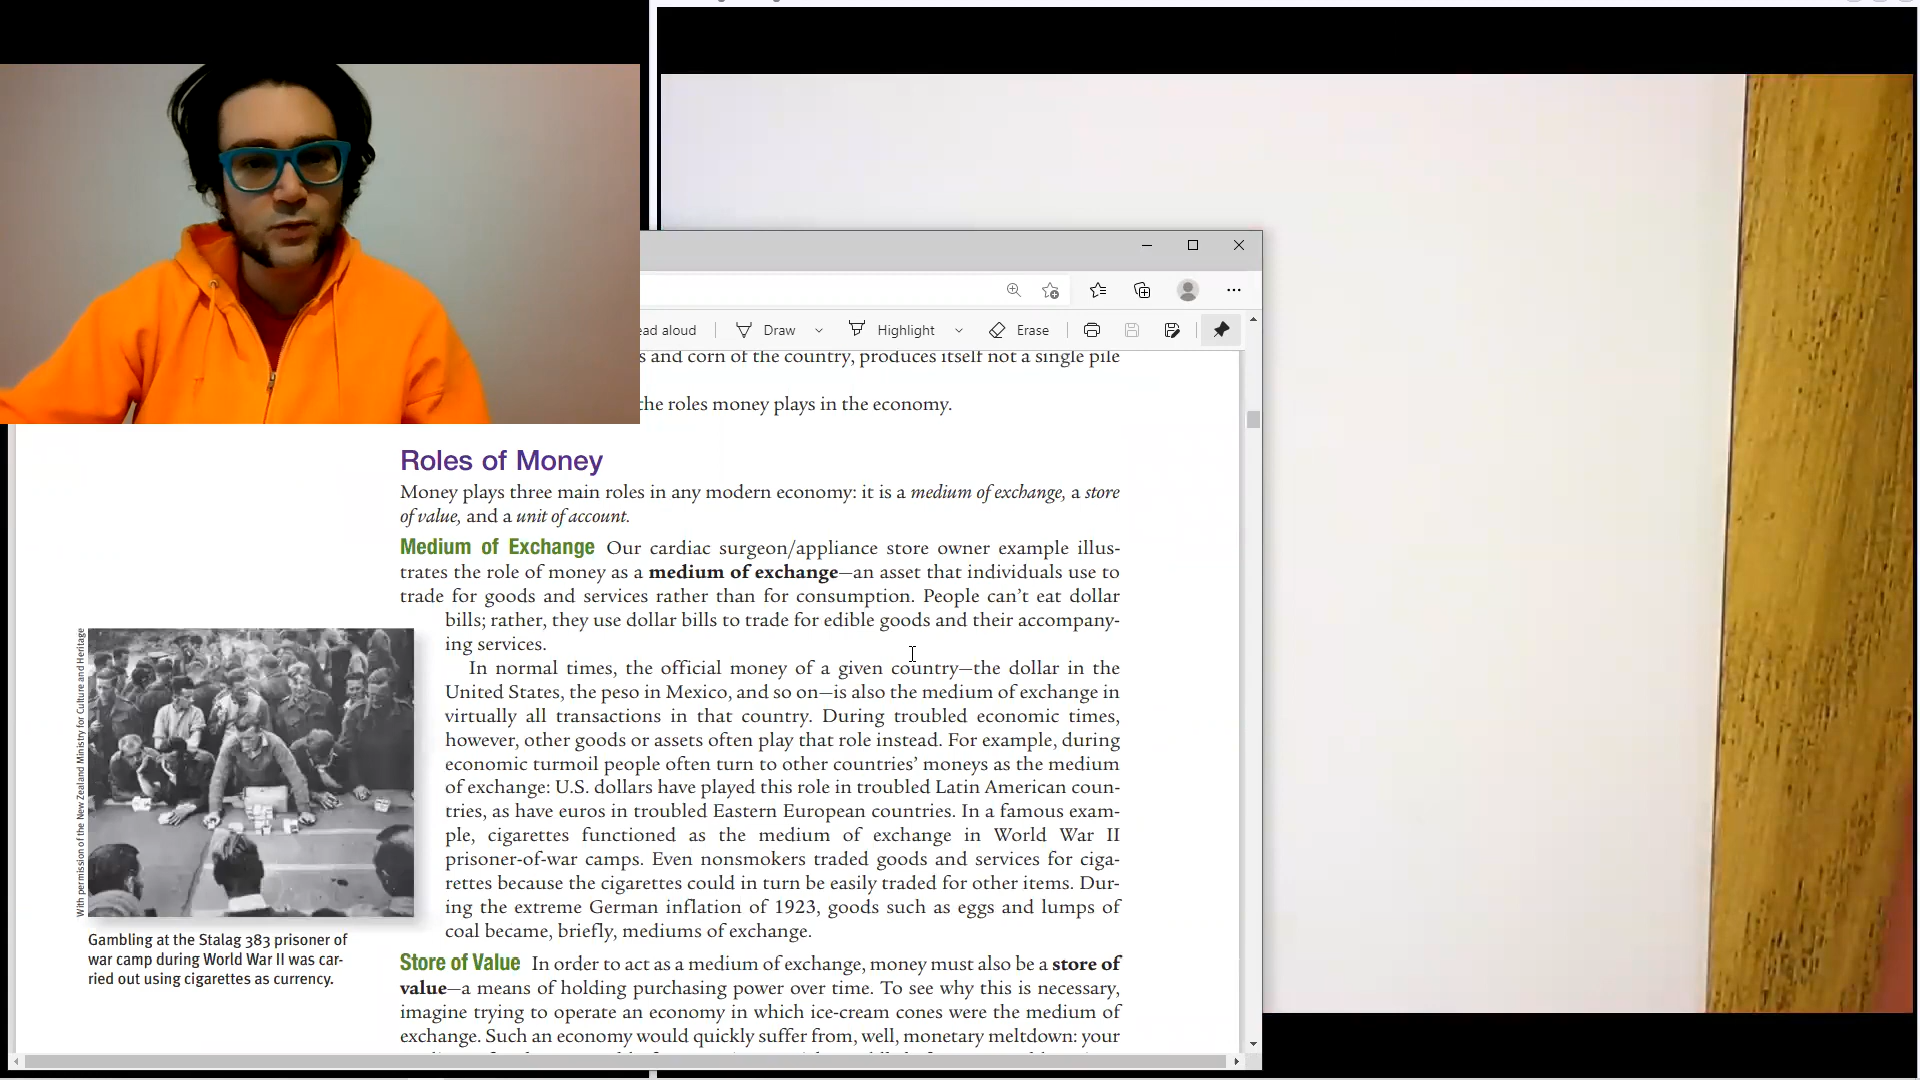 ead aloud
Draw
Highlight
Erase
s and corn of the country, produces itself not a single pile
the roles money plays in the economy.
Roles of Money
Money plays three main roles in any modern economy: it is a medium of exchange, a store
of value, and a unit of account.
Medium of Exchange Our cardiac surgeon/appliance store owner example illus-
trates the role of money as a medium of exchange—an asset that individuals use to
trade for goods and services rather than for consumption. People can't eat dollar
bills; rather, they use dollar bills to trade for edible goods and their accompany-
ing services.
In normal times, the official money of a given country—the dollar in the
United States, the peso in Mexico, and so on—is also the medium of exchange in
virtually all transactions in that country. During troubled economic times,
however, other goods or assets often play that role instead. For example, during
economic turmoil people often turn to other countries' moneys as the medium
of exchange: U.S. dollars have played this role in troubled Latin American coun-
tries, as have euros in troubled Eastern European countries. In a famous exam-
ple, cigarettes functioned as the medium of exchange in World War II
prisoner-of-war camps. Even nonsmokers traded goods and services for ciga-
rettes because the cigarettes could in turn be easily traded for other items. Dur-
ing the extreme German inflation of 1923, goods such as eggs and lumps of
coal became, briefly, mediums of exchange.
With permission of the New Zealand Ministry for Culture and Heritage
Gambling at the Stalag 383 prisoner of
war camp during World War II was car-
ried out using cigarettes as currency.
Store of Value In order to act as a medium of exchange, money must also be a store of
value—a means of holding purchasing power over time. To see why this is necessary,
imagine trying to operate an economy in which ice-cream cones were the medium of
exchange. Such an economy would quickly suffer from, well, monetary meltdown: your